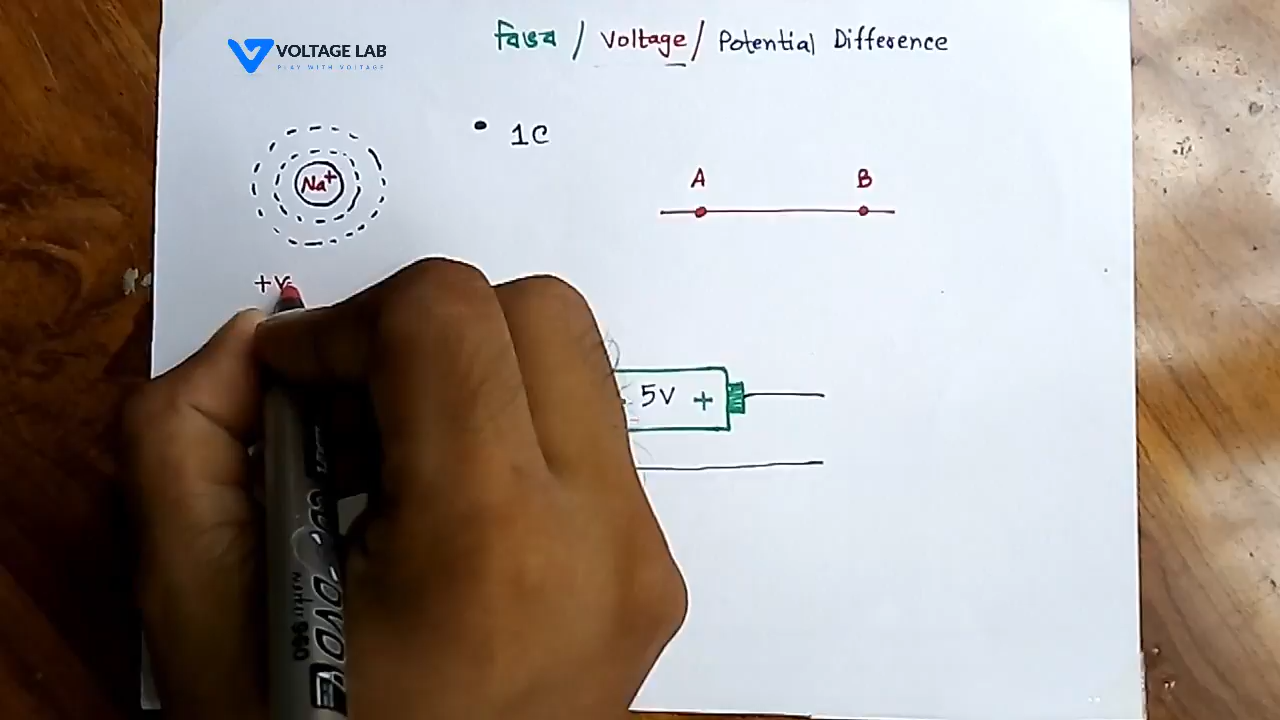 বিভব / Voltage / Potential Difference
VOLTAGE LAB
PLAY WITH VOLTAGE
• 1C
Na+
A B
+V
5V +